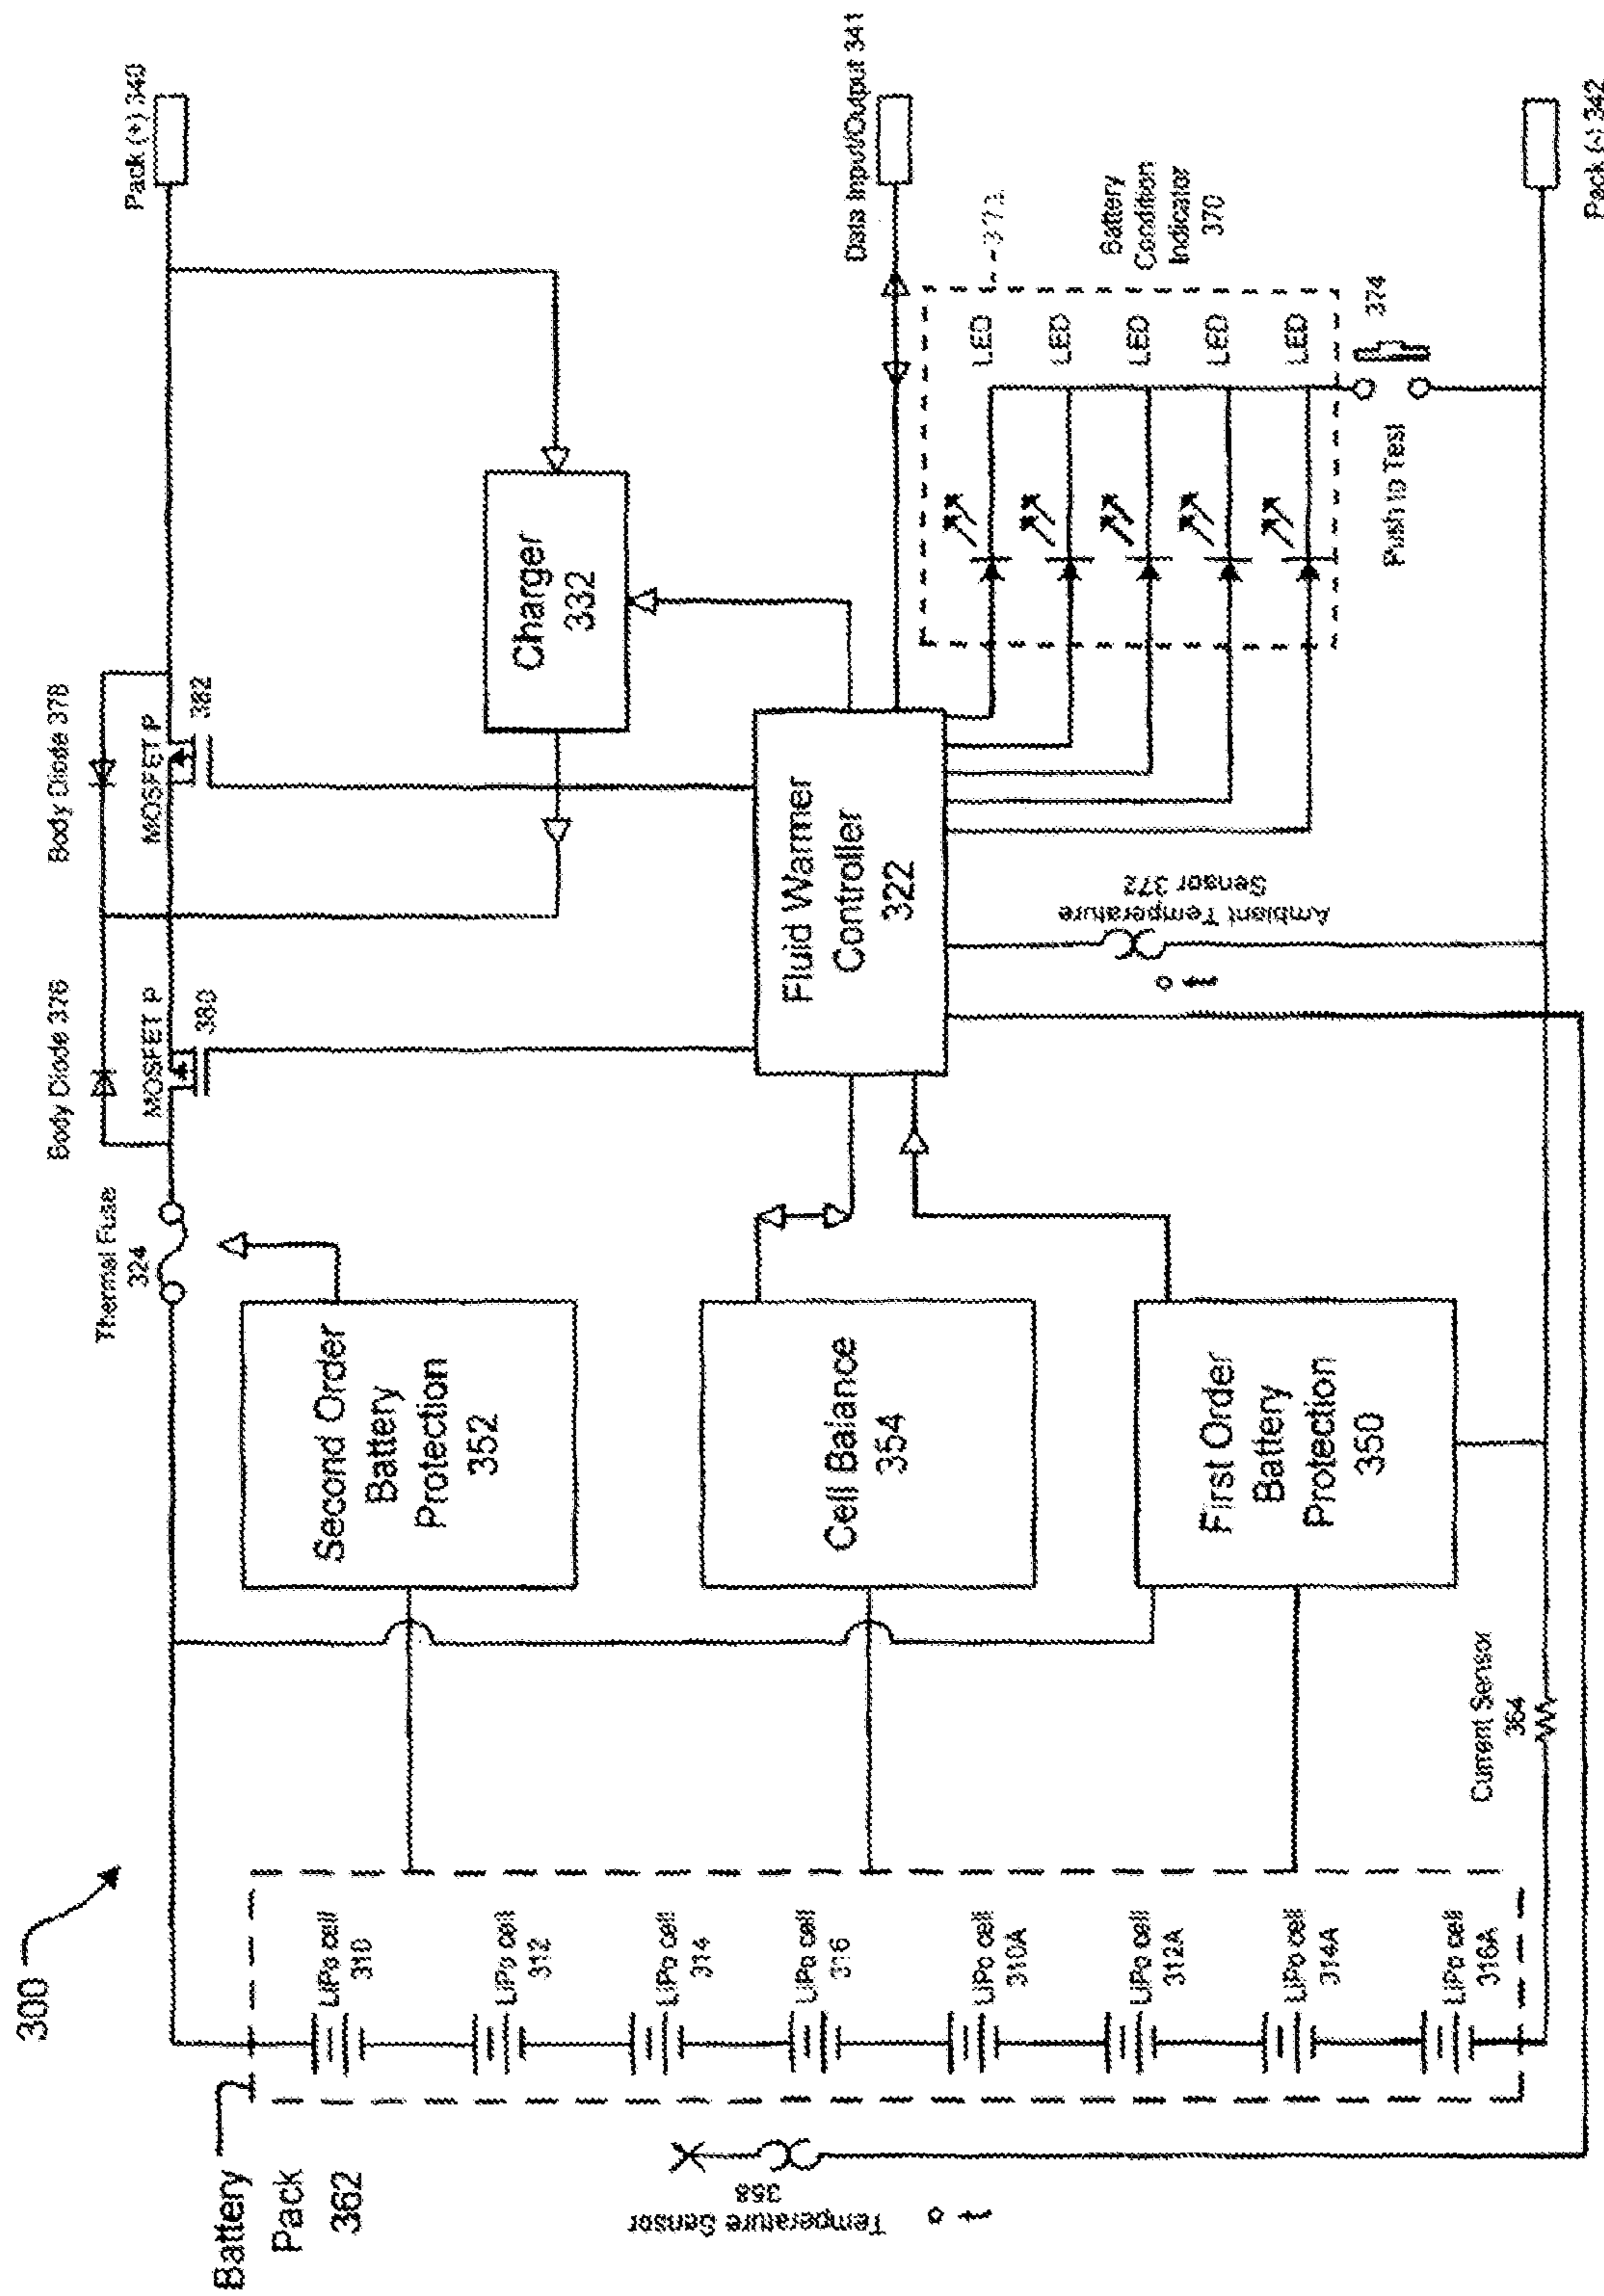 300
Battery
Pack
362
LiPo cell
310
LiPo cell
312
LiPo cell
314
LiPo cell
316
LiPo cell
310A
LiPo cell
312A
LiPo cell
314A
LiPo cell
316A
Temperature Sensor
358
Current Sensor
364
Second Order
Battery
Protection
352
Cell Balance
354
First Order
Battery
Protection
350
Thermal Fuse
324
Body Diode 376
MOSFET P
380
Body Diode 378
MOSFET P
382
Fluid Warmer
Controller
322
Charger
332
Ambient Temperature
Sensor 372
Pack (+) 340
Data Input/Output 341
LED
LED
LED
LED
LED
Battery
Condition
Indicator
370
Push to Test
374
Pack (-) 342